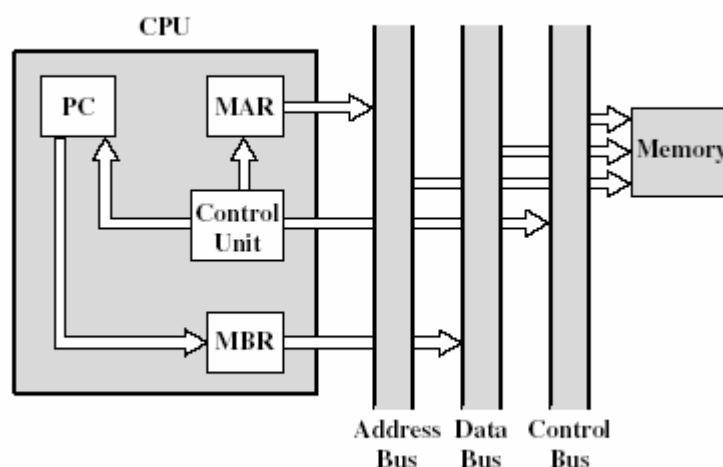 CPU
PC
MAR
Memory
Control
Unit
MBR
Address
Bus
Data
Bus
Control
Bus